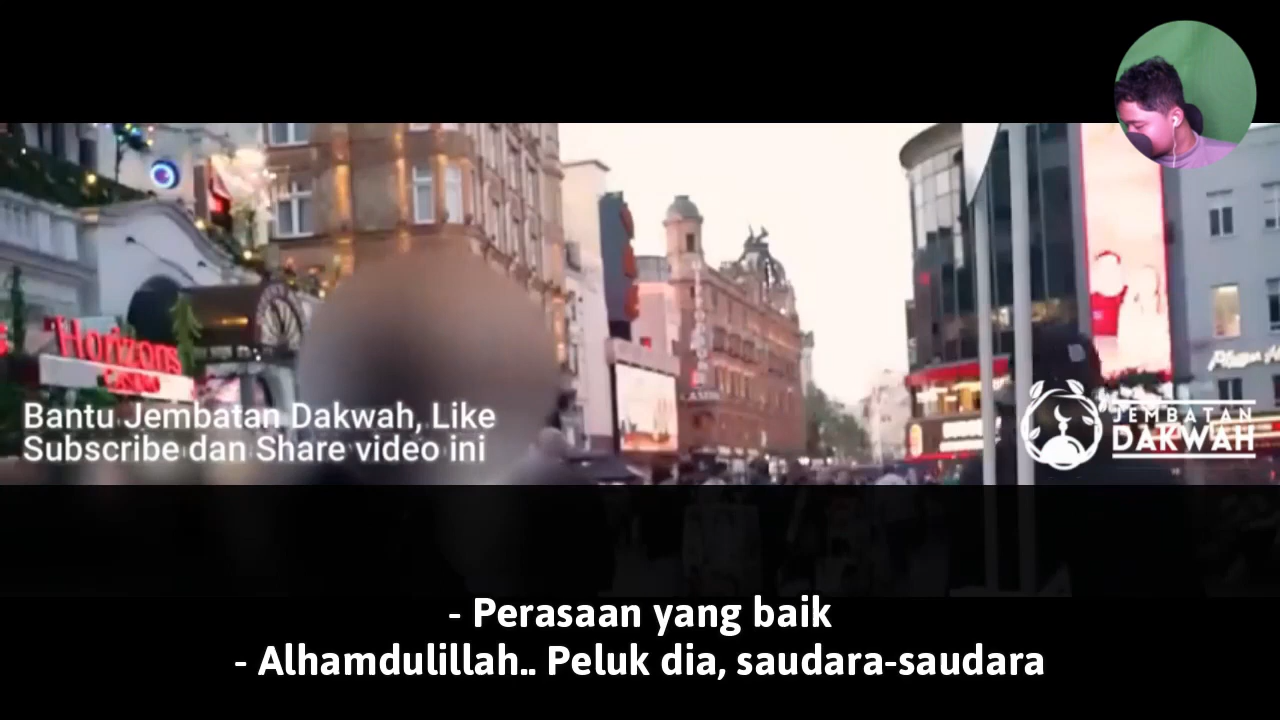 Horizons
CASINO
Bantu Jembatan Dakwah, Like
Subscribe dan Share video ini
JEMBATAN
DAKWAH
- Perasaan yang baik
- Alhamdulillah.. Peluk dia, saudara-saudara